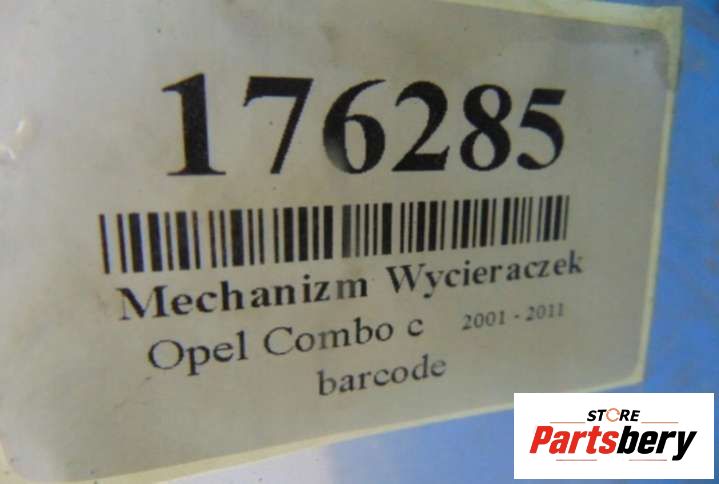 176285
Mechanizm Wycieraczek
Opel Combo c 2001 - 2011
barcode
STORE
Partsbery